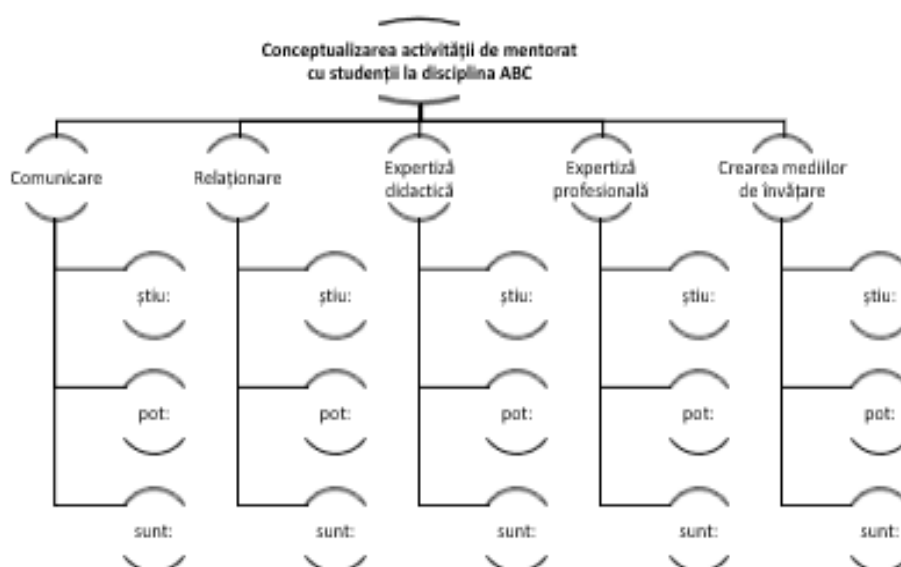 Conceptualizarea activității de mentorat
cu studenții la disciplina ABC
Comunicare
Relaționare
Expertiză
didactică
Expertiză
profesională
Crearea mediilor
de învățare
știu:
știu:
știu:
știu:
știu:
pot:
pot:
pot:
pot:
pot:
sunt:
sunt:
sunt:
sunt:
sunt: